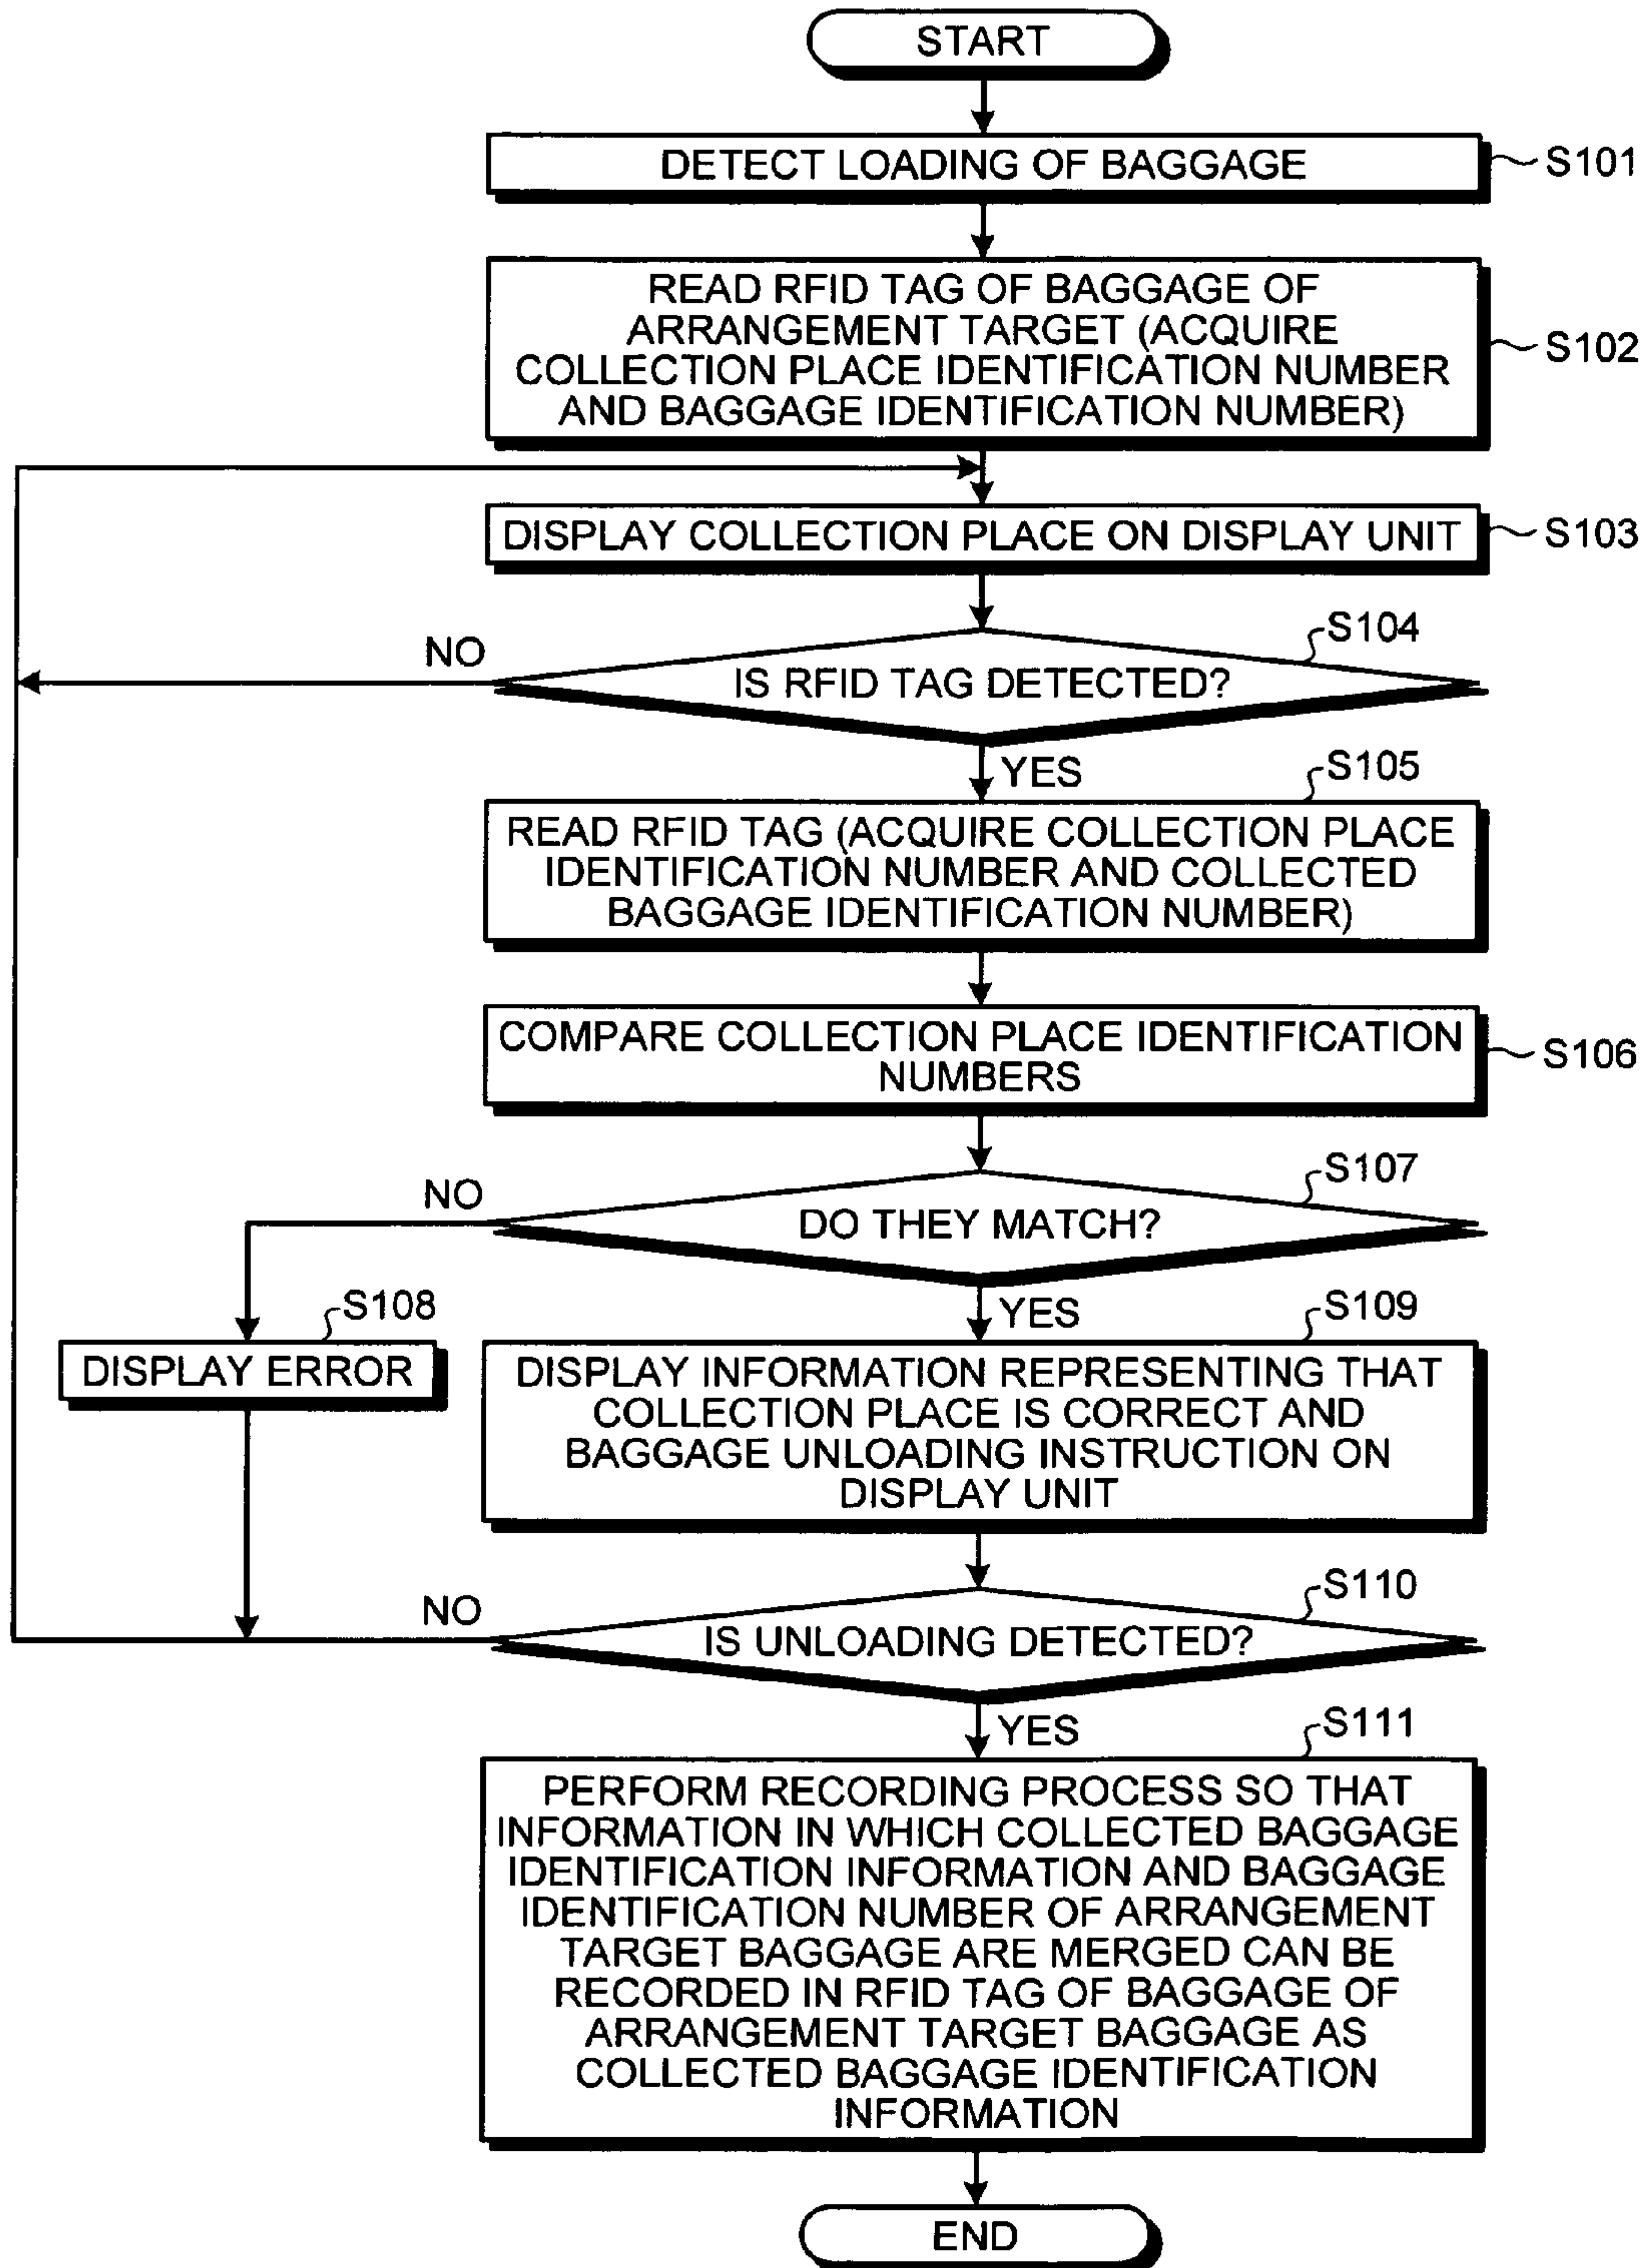 START
DETECT LOADING OF BAGGAGE
S101
READ RFID TAG OF BAGGAGE OF
ARRANGEMENT TARGET (ACQUIRE
COLLECTION PLACE IDENTIFICATION NUMBER
AND BAGGAGE IDENTIFICATION NUMBER)
S102
DISPLAY COLLECTION PLACE ON DISPLAY UNIT
S103
S104
NO
IS RFID TAG DETECTED?
YES
S105
READ RFID TAG (ACQUIRE COLLECTION PLACE
IDENTIFICATION NUMBER AND COLLECTED
BAGGAGE IDENTIFICATION NUMBER)
COMPARE COLLECTION PLACE IDENTIFICATION
NUMBERS
S106
S107
NO
DO THEY MATCH?
YES
S108
DISPLAY ERROR
S109
DISPLAY INFORMATION REPRESENTING THAT
COLLECTION PLACE IS CORRECT AND
BAGGAGE UNLOADING INSTRUCTION ON
DISPLAY UNIT
S110
NO
IS UNLOADING DETECTED?
YES
S111
PERFORM RECORDING PROCESS SO THAT
INFORMATION IN WHICH COLLECTED BAGGAGE
IDENTIFICATION INFORMATION AND BAGGAGE
IDENTIFICATION NUMBER OF ARRANGEMENT
TARGET BAGGAGE ARE MERGED CAN BE
RECORDED IN RFID TAG OF BAGGAGE OF
ARRANGEMENT TARGET BAGGAGE AS
COLLECTED BAGGAGE IDENTIFICATION
INFORMATION
END